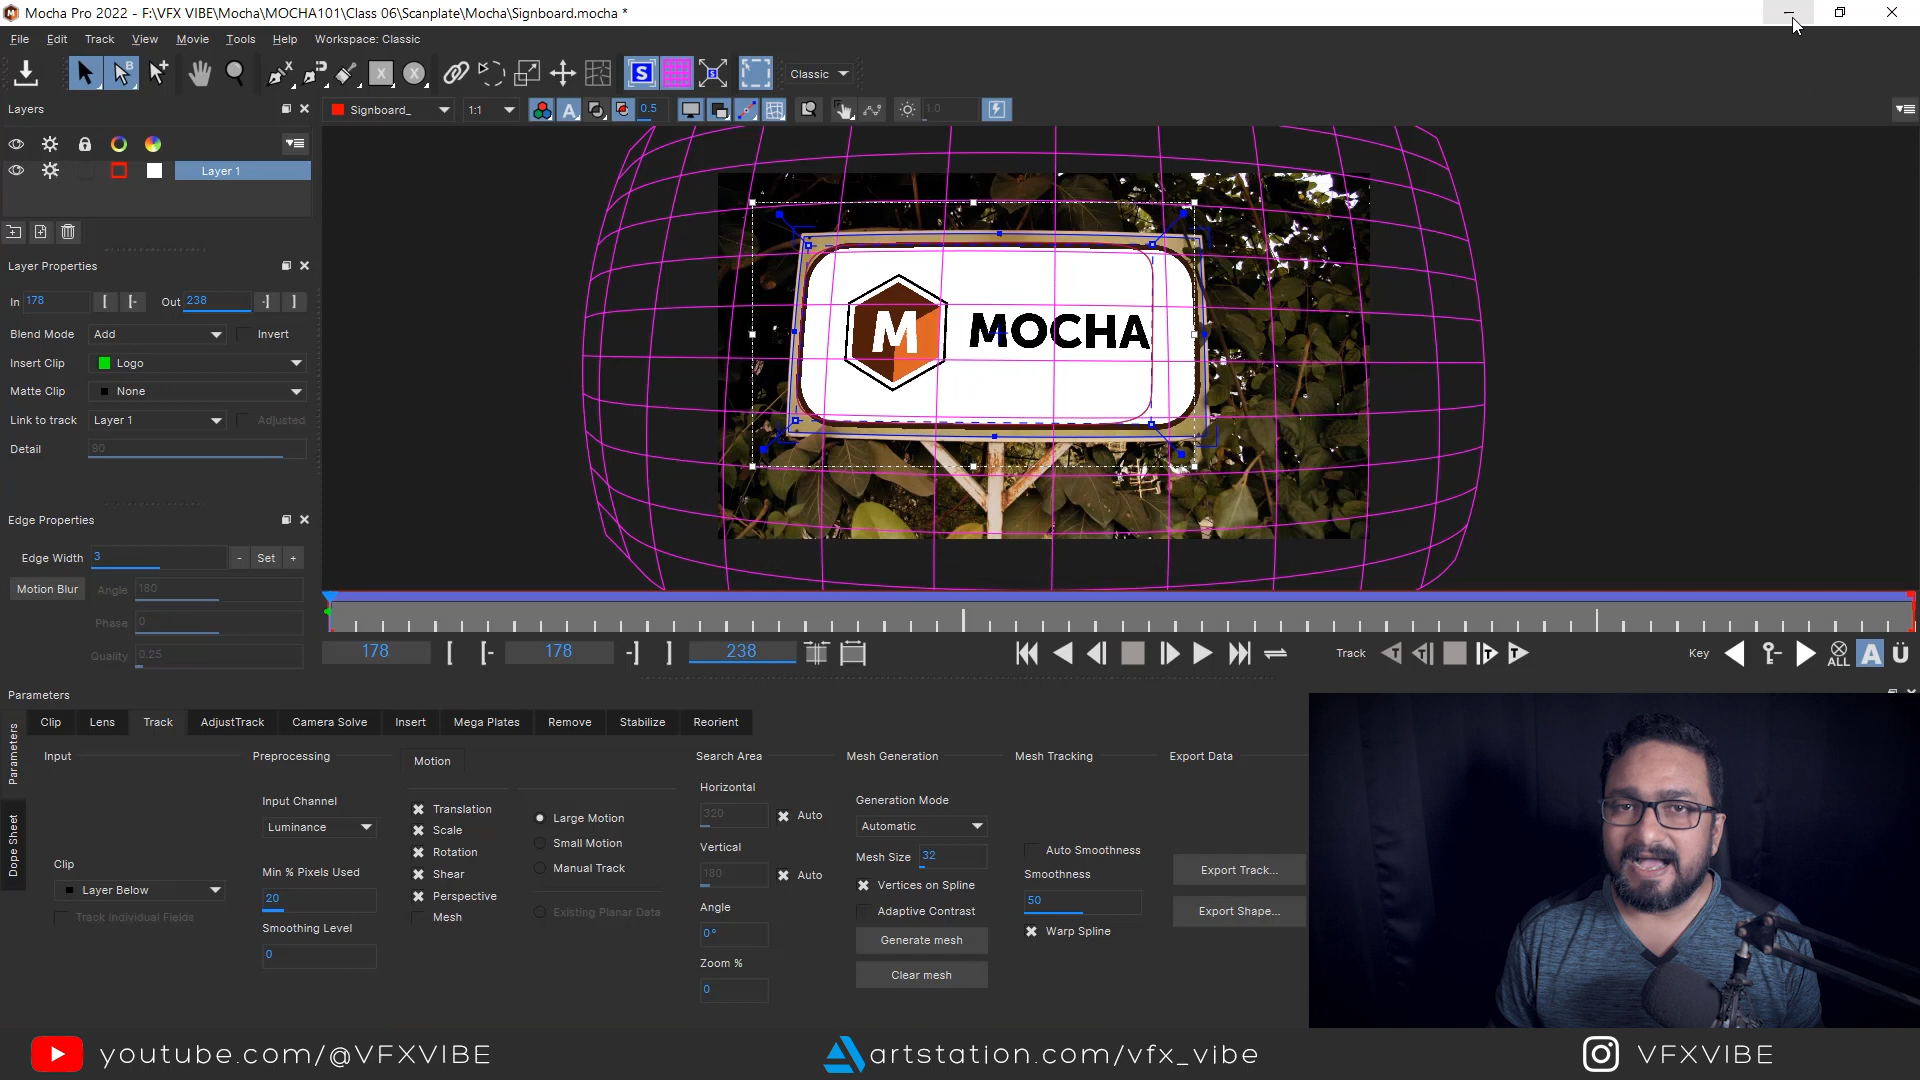 Mocha Pro 2022 - F:\VFX VIBE\Mocha\MOCHA101\Class 06\Scanplate\Mocha\Signboard.mocha *
File Edit Track View Movie Tools Help Workspace: Classic
Classic
Layers
Signboard_ 1:1 A 0.5 1.0
Layer 1
Layer Properties
In 178 Out 238
Blend Mode Add Invert
Insert Clip Logo
Matte Clip None
Link to track Layer 1 Adjusted
Detail 80
M MOCHA
Edge Properties
Edge Width 3 - Set +
Motion Blur Angle 180
Phase 0
Quality 0.25
178 178 238 Track Key ALL A Ü
Parameters
Clip Lens Track AdjustTrack Camera Solve Insert Mega Plates Remove Stabilize Reorient
Parameters
Dope Sheet
Input
Clip
Layer Below
Track Individual Fields
Preprocessing
Input Channel
Luminance
Min % Pixels Used
20
Smoothing Level
0
Motion
Translation
Scale
Rotation
Shear
Perspective
Mesh
Large Motion
Small Motion
Manual Track
Existing Planar Data
Search Area
Horizontal
320 Auto
Vertical
180 Auto
Angle
0°
Zoom %
0
Mesh Generation
Generation Mode
Automatic
Mesh Size 32
Vertices on Spline
Adaptive Contrast
Generate mesh
Clear mesh
Mesh Tracking
Auto Smoothness
Smoothness
50
Warp Spline
Export Data
Export Track...
Export Shape...
youtube.com/@VFXVIBE
artstation.com/vfx_vibe
VFXVIBE